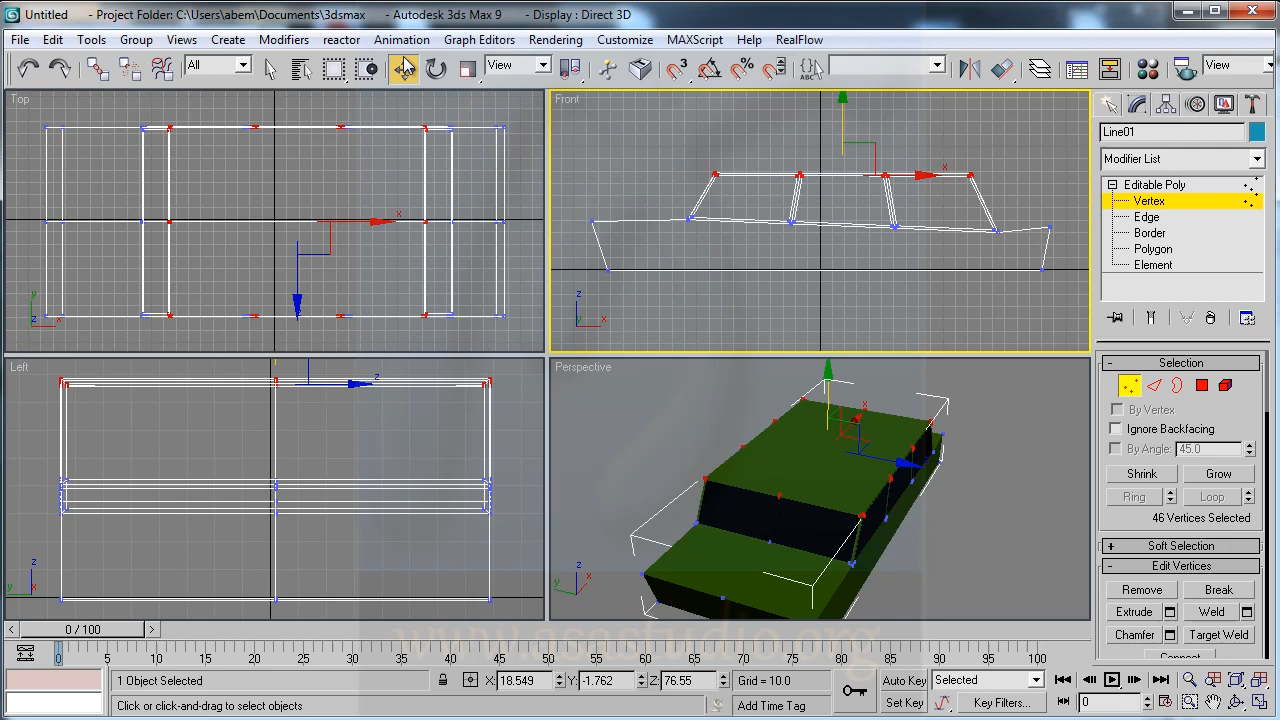 Untitled - Project Folder: C:\Users\abem\Documents\3dsmax - Autodesk 3ds Max 9 - Display : Direct 3D
File Edit Tools Group Views Create Modifiers reactor Animation Graph Editors Rendering Customize MAXScript Help RealFlow
All View View
Top Front
Line01
Modifier List
Editable Poly
Vertex
Edge
Border
Polygon
Element
Left Perspective
Selection
By Vertex
Ignore Backfacing
By Angle: 45.0
Shrink Grow
Ring Loop
46 Vertices Selected
Soft Selection
Edit Vertices
Remove Break
Extrude Weld
Chamfer Target Weld
Connect
www.asastudio.org
0 / 100
0 5 10 15 20 25 30 35 40 45 50 55 60 65 70 75 80 85 90 95 100
1 Object Selected X: 18.549 Y: -1.762 Z: 76.55 Grid = 10.0 Auto Key Selected
Click or click-and-drag to select objects Add Time Tag Set Key Key Filters... 0